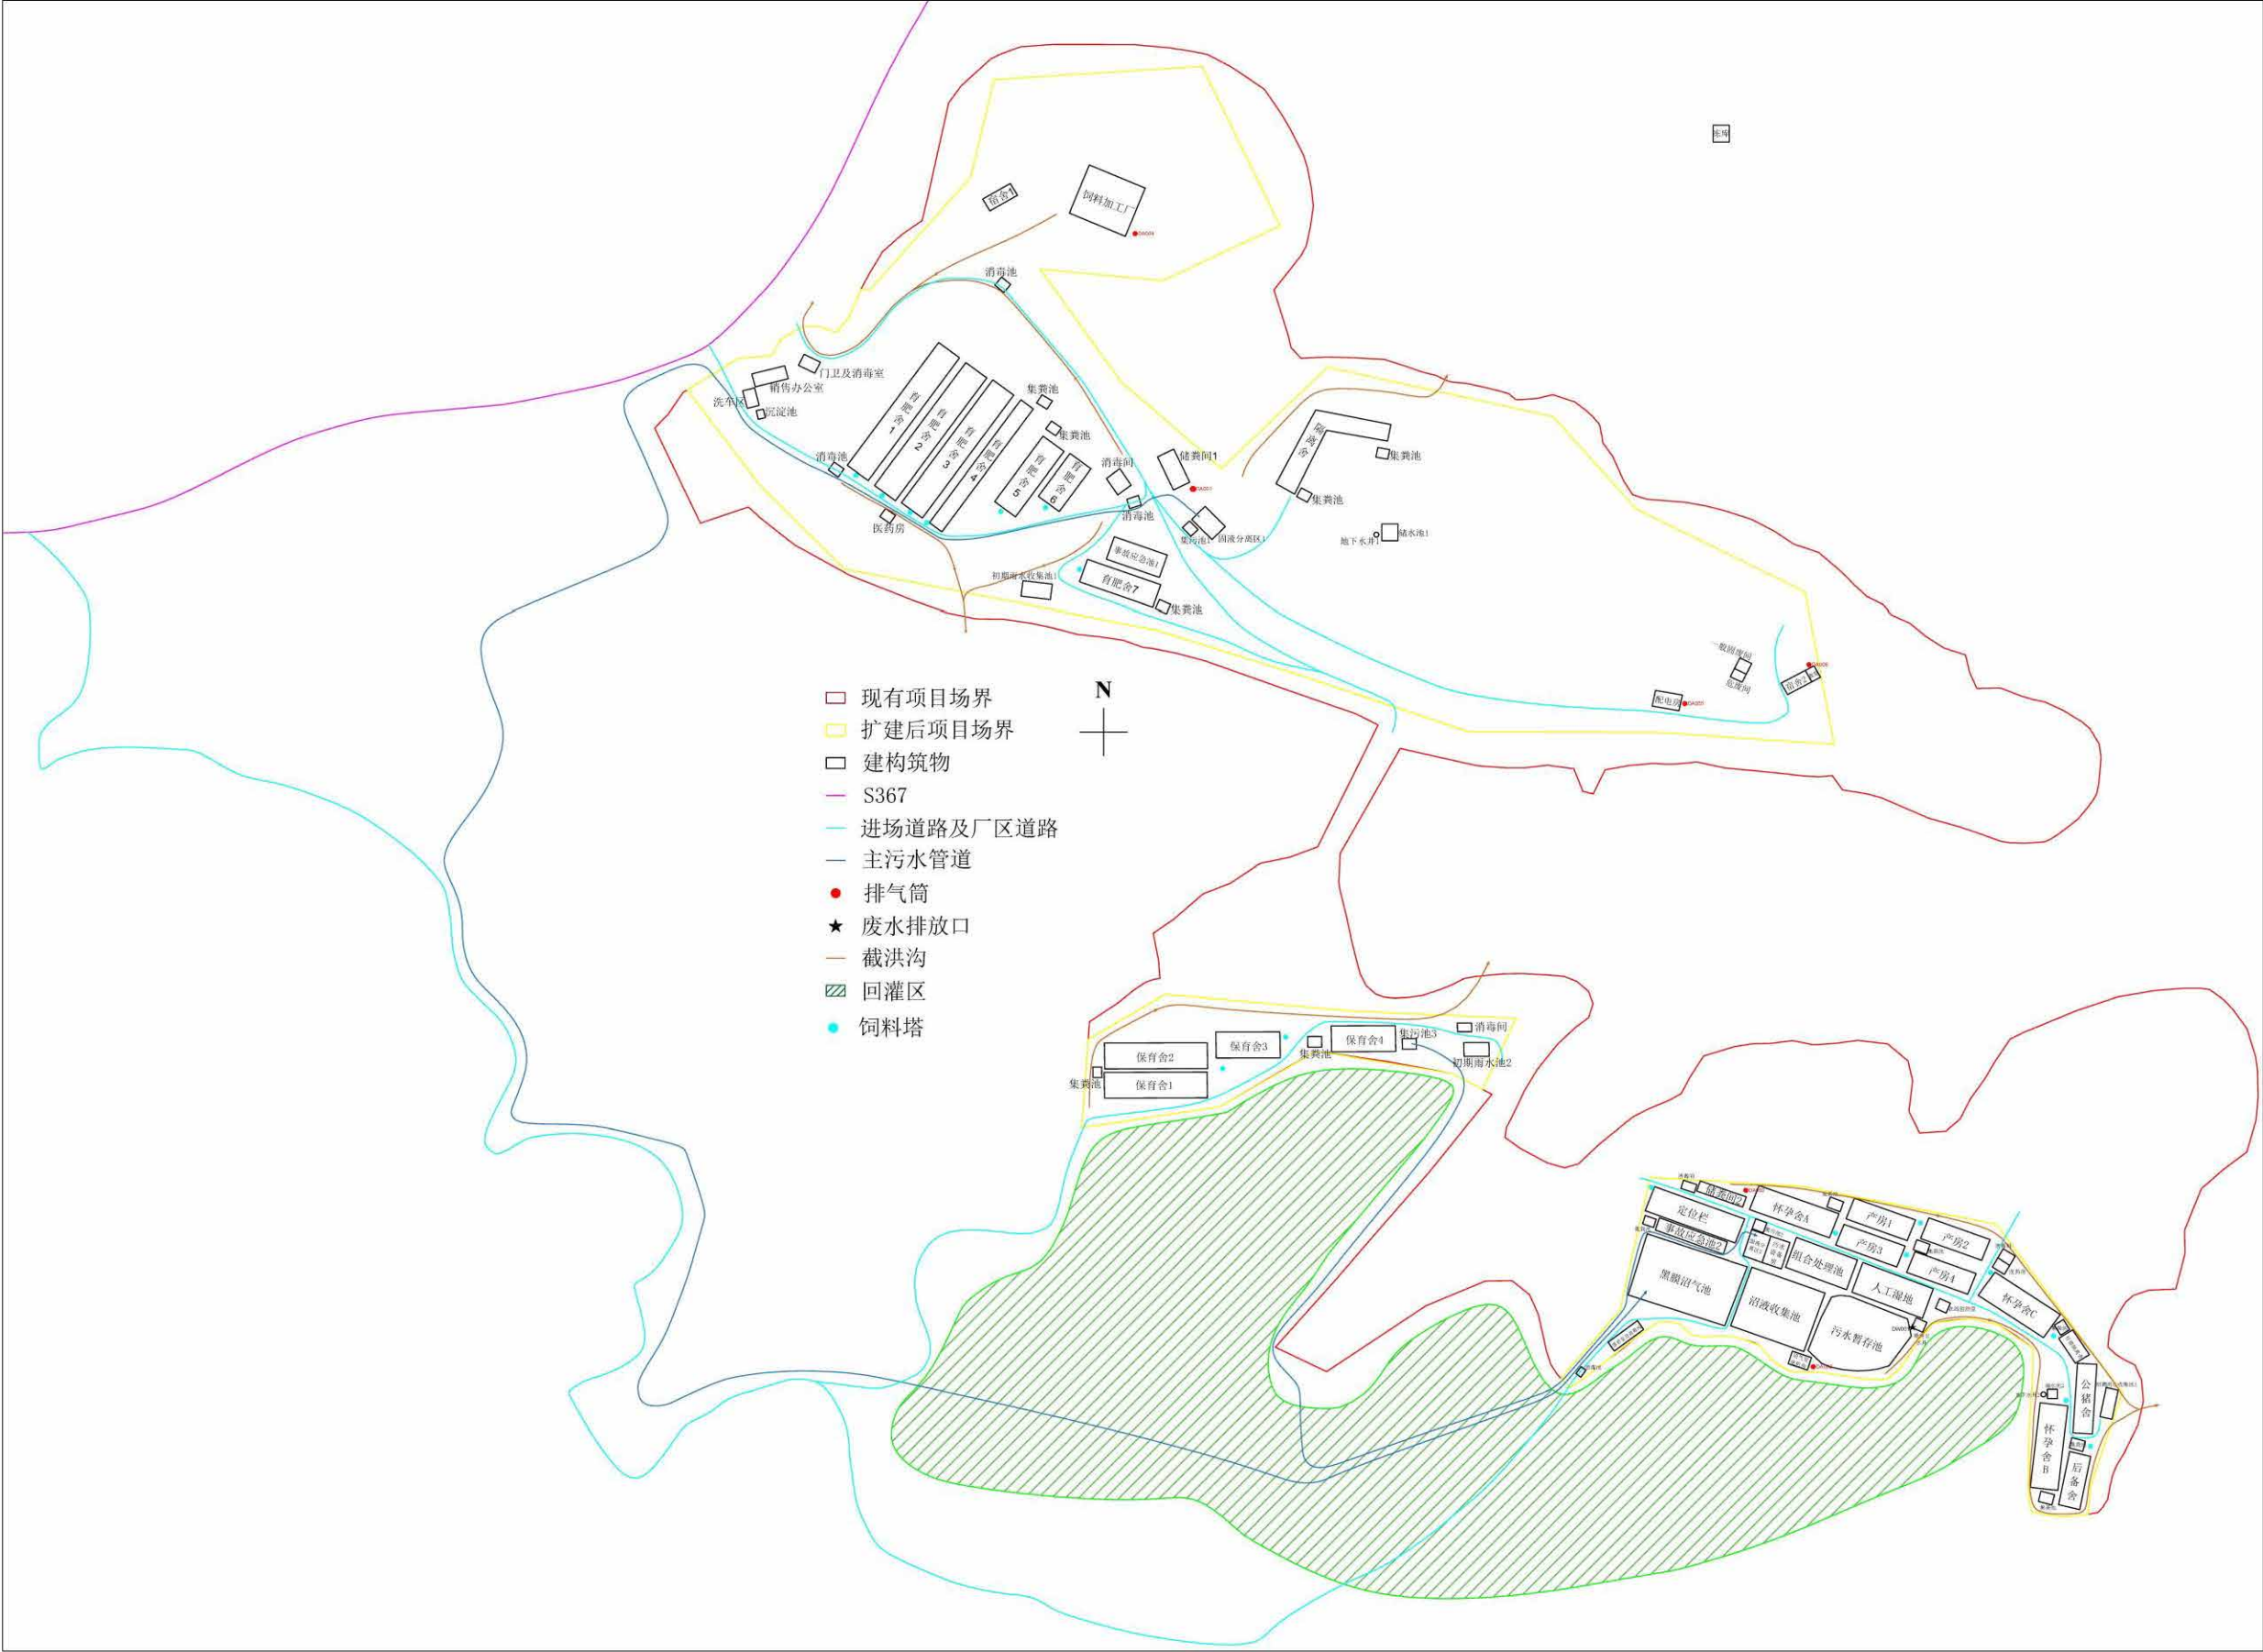 库库
宿舍1
饲料加工厂
消毒池
门卫及消毒室
销售办公室
洗车区
沉淀池
育肥舍1
育肥舍2
育肥舍3
育肥舍4
集粪池
集粪池
育肥舍5
育肥舍6
消毒池
医药房
消毒间
消毒池
储粪间1
隔离舍
集粪池
集粪池
集污池1
固液分离区1
地下水井1
储水池1
事故应急池1
育肥舍7
集粪池
初期雨水收集池1
一般固废间
危废间
宿舍2
配电房
N
现有项目场界
扩建后项目场界
建构筑物
S367
进场道路及厂区道路
主污水管道
排气筒
废水排放口
截洪沟
回灌区
饲料塔
保育舍2
保育舍1
集粪池
保育舍3
集粪池
保育舍4
集污池3
消毒间
初期雨水池2
储粪间2
定位栏
事故应急池2
怀孕舍A
产房1
产房2
产房3
产房4
组合处理池
人工湿地
黑膜沼气池
沼液收集池
污水暂存池
怀孕舍C
公猪舍
怀孕舍B
后备舍